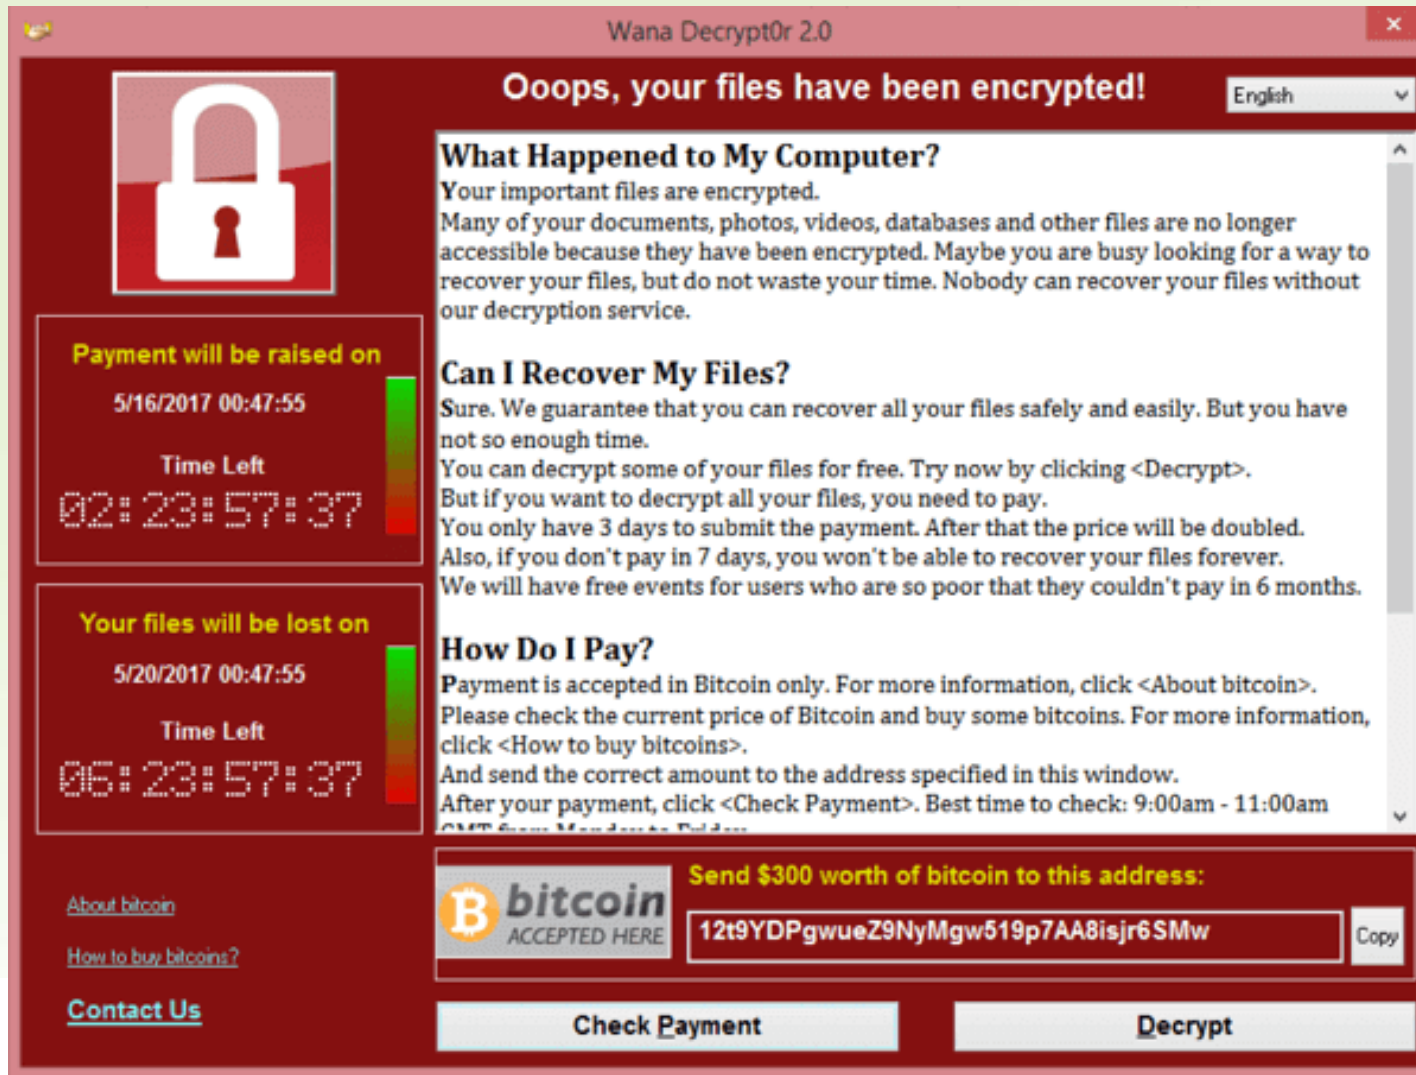 Wana Decrypt0r 2.0
Ooops, your files have been encrypted!
English
What Happened to My Computer?
Your important files are encrypted.
Many of your documents, photos, videos, databases and other files are no longer
accessible because they have been encrypted. Maybe you are busy looking for a way to
recover your files, but do not waste your time. Nobody can recover your files without
our decryption service.
Can I Recover My Files?
Sure. We guarantee that you can recover all your files safely and easily. But you have
not so enough time.
You can decrypt some of your files for free. Try now by clicking <Decrypt>.
But if you want to decrypt all your files, you need to pay.
You only have 3 days to submit the payment. After that the price will be doubled.
Also, if you don't pay in 7 days, you won't be able to recover your files forever.
We will have free events for users who are so poor that they couldn't pay in 6 months.
How Do I Pay?
Payment is accepted in Bitcoin only. For more information, click <About bitcoin>.
Please check the current price of Bitcoin and buy some bitcoins. For more information,
click <How to buy bitcoins>.
And send the correct amount to the address specified in this window.
After your payment, click <Check Payment>. Best time to check: 9:00am - 11:00am
GMT from Monday to Friday.
Payment will be raised on
5/16/2017 00:47:55
Time Left
02:23:57:37
Your files will be lost on
5/20/2017 00:47:55
Time Left
06:23:57:37
About bitcoin
How to buy bitcoins?
Contact Us
bitcoin
ACCEPTED HERE
Send $300 worth of bitcoin to this address:
12t9YDPgwueZ9NyMgw519p7AA8isjr6SMw
Copy
Check Payment
Decrypt